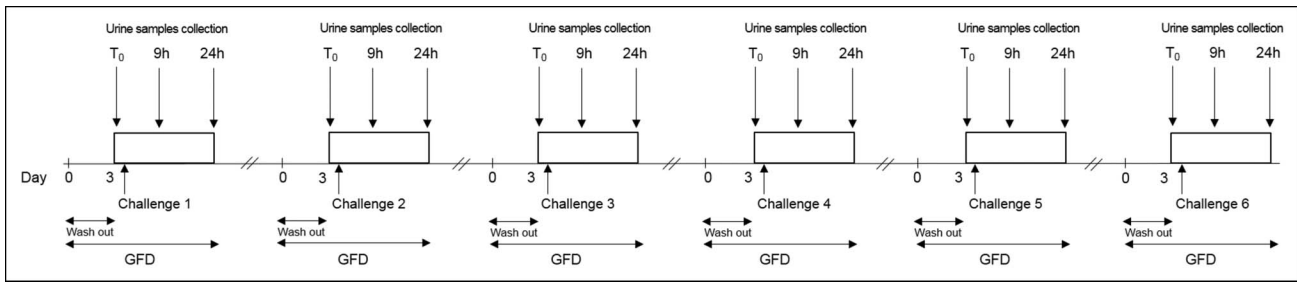 Urine samples collection Urine samples collection Urine samples collection Urine samples collection Urine samples collection Urine samples collection
T0 9h 24h T0 9h 24h T0 9h 24h T0 9h 24h T0 9h 24h T0 9h 24h
Day 0 3 0 3 0 3 0 3 0 3 0 3
Challenge 1 Challenge 2 Challenge 3 Challenge 4 Challenge 5 Challenge 6
Wash out Wash out Wash out Wash out Wash out Wash out
GFD GFD GFD GFD GFD GFD